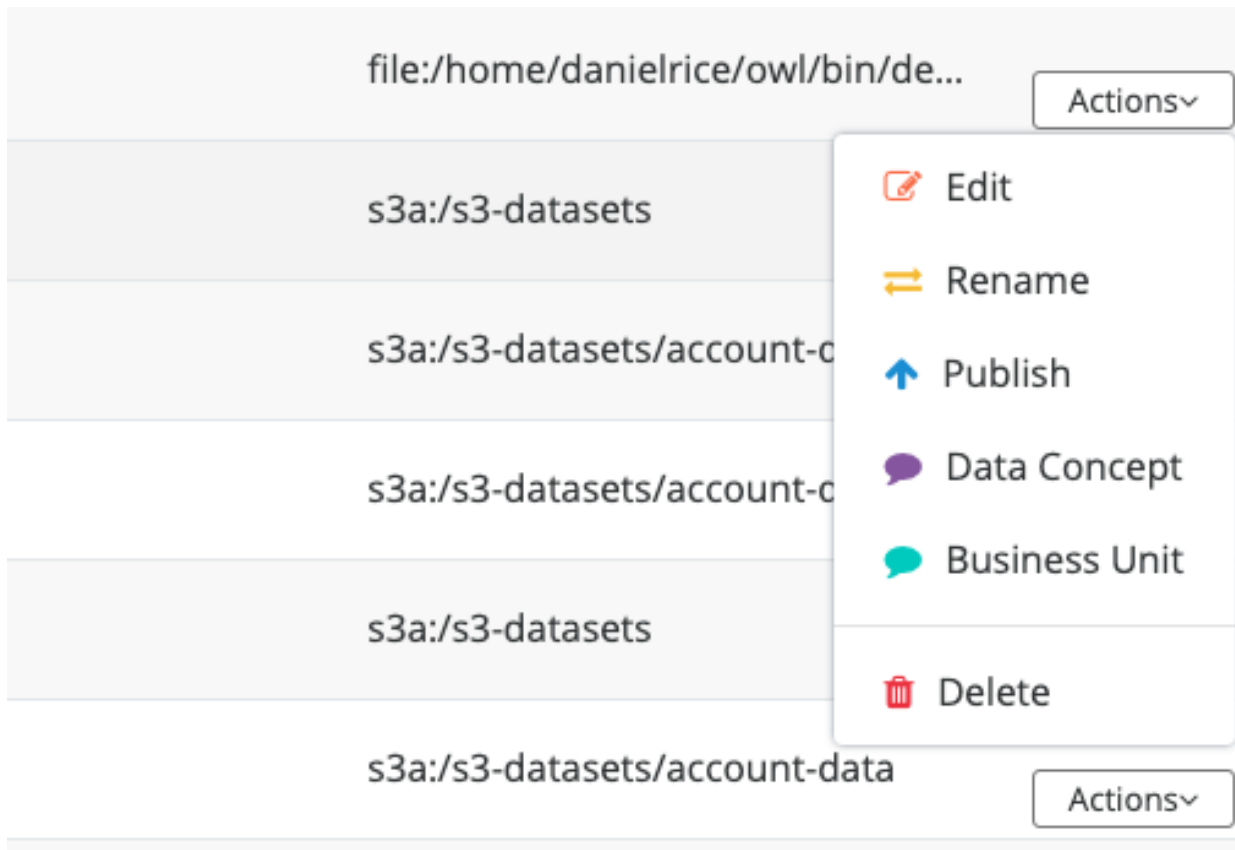 file:/home/danielrice/owl/bin/de...
Actions
Edit
s3a:/s3-datasets
Rename
s3a:/s3-datasets/account-d
Publish
Data Concept
s3a:/s3-datasets/account-d
Business Unit
s3a:/s3-datasets
Delete
s3a:/s3-datasets/account-data
Actions